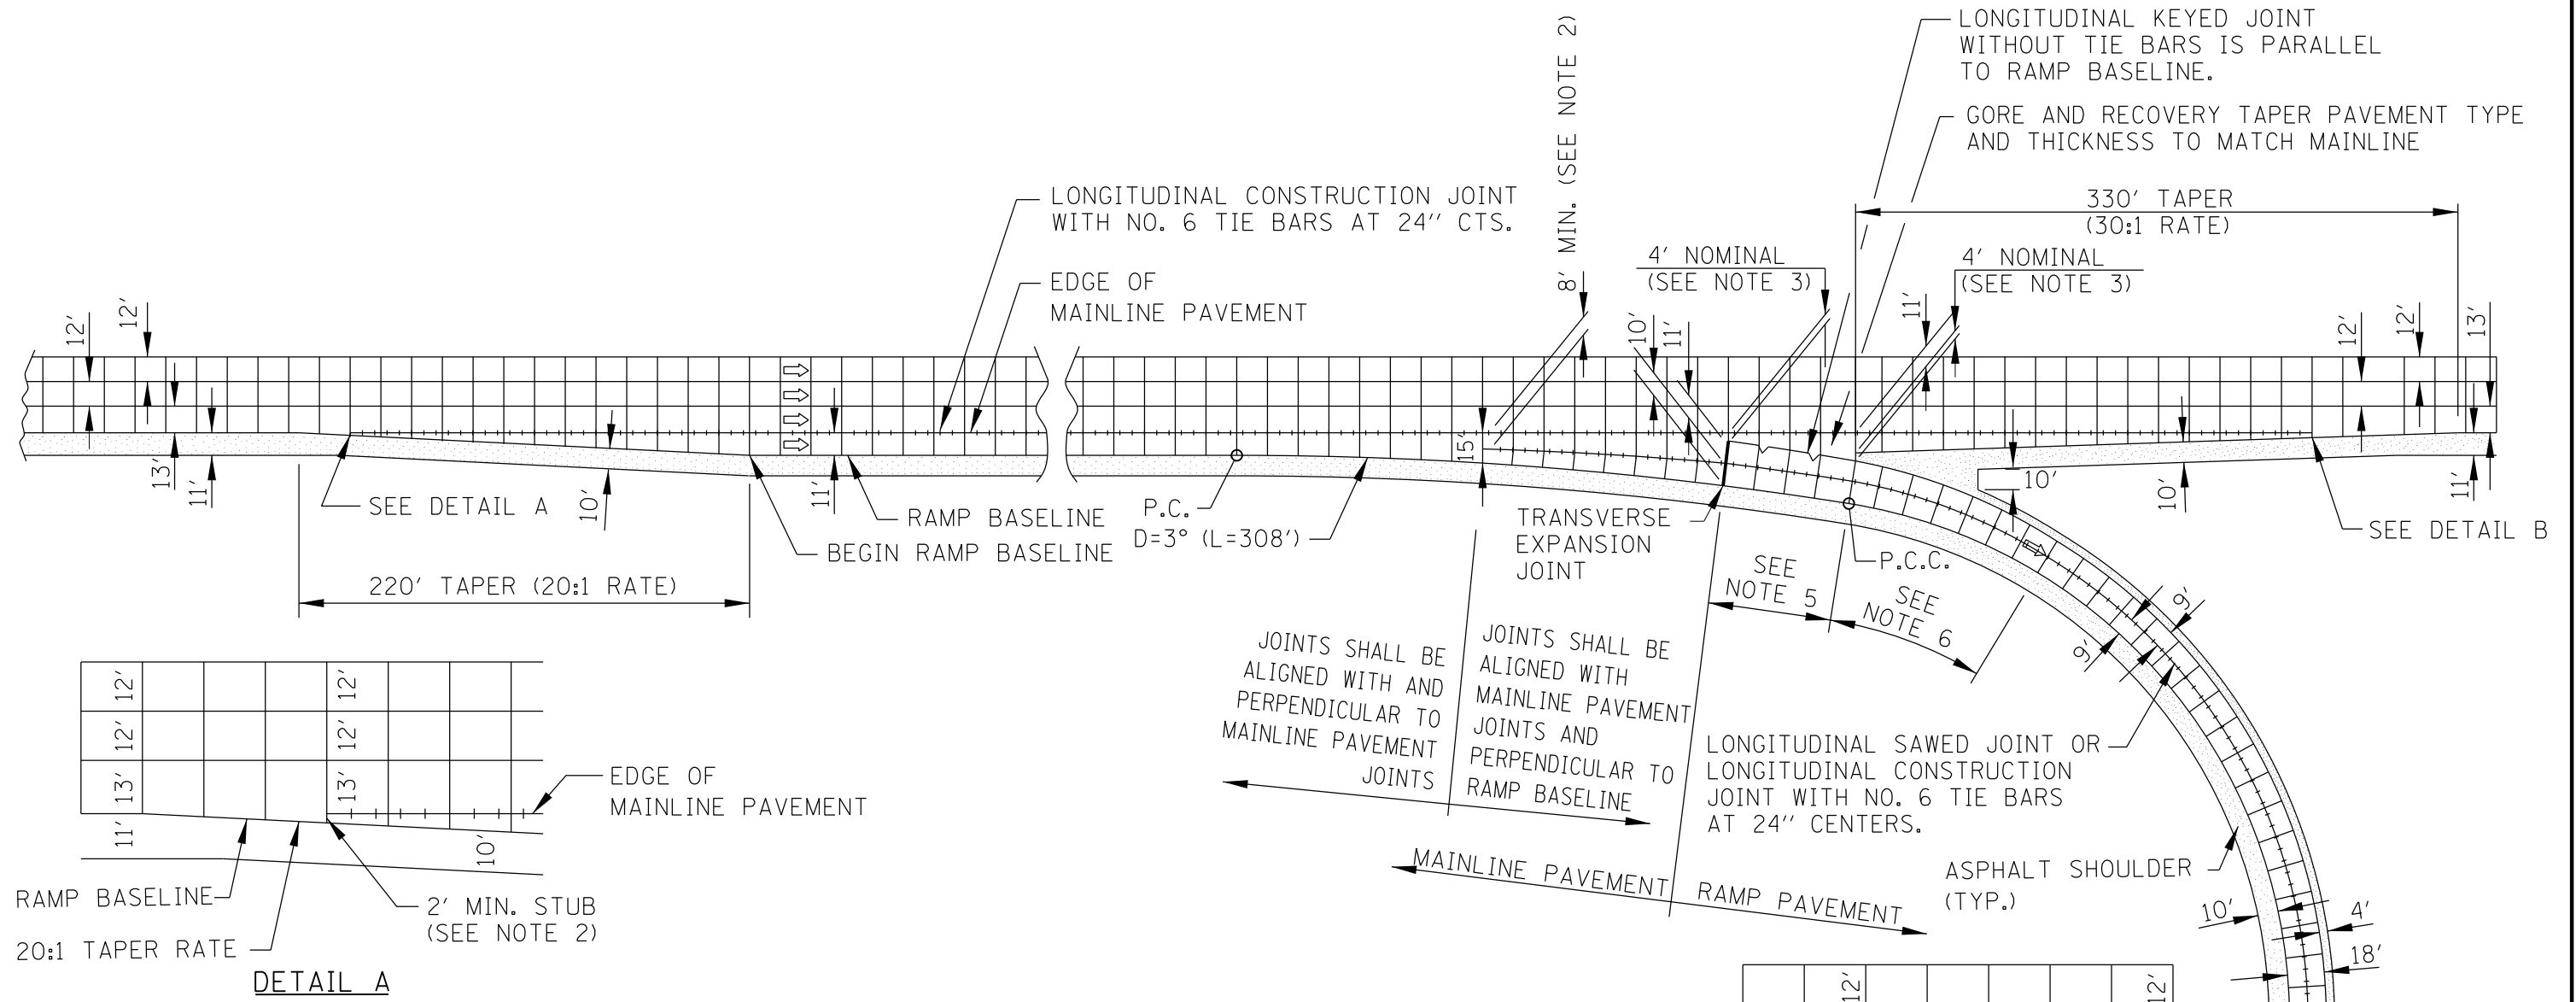 LONGITUDINAL KEYED JOINT
WITHOUT TIE BARS IS PARALLEL
TO RAMP BASELINE.
GORE AND RECOVERY TAPER PAVEMENT TYPE
AND THICKNESS TO MATCH MAINLINE
8' MIN. (SEE NOTE 2)
LONGITUDINAL CONSTRUCTION JOINT
WITH NO. 6 TIE BARS AT 24" CTS.
EDGE OF
MAINLINE PAVEMENT
330' TAPER
(30:1 RATE)
4' NOMINAL
(SEE NOTE 3)
4' NOMINAL
(SEE NOTE 3)
12'
12'
10'
11'
11'
12'
12'
13'
13'
11'
10'
11'
15'
10'
10'
11'
SEE DETAIL A
RAMP BASELINE
BEGIN RAMP BASELINE
P.C.
D=3° (L=308')
TRANSVERSE
EXPANSION
JOINT
P.C.C.
SEE DETAIL B
220' TAPER (20:1 RATE)
SEE
NOTE 5
SEE
NOTE 6
9'
9'
JOINTS SHALL BE
ALIGNED WITH AND
PERPENDICULAR TO
MAINLINE PAVEMENT
JOINTS
JOINTS SHALL BE
ALIGNED WITH
MAINLINE PAVEMENT
JOINTS AND
PERPENDICULAR TO
RAMP BASELINE
LONGITUDINAL SAWED JOINT OR
LONGITUDINAL CONSTRUCTION
JOINT WITH NO. 6 TIE BARS
AT 24" CENTERS.
MAINLINE PAVEMENT
RAMP PAVEMENT
ASPHALT SHOULDER
(TYP.)
10'
4'
18'
12'
12'
12'
12'
13'
13'
11'
10'
EDGE OF
MAINLINE PAVEMENT
RAMP BASELINE
20:1 TAPER RATE
2' MIN. STUB
(SEE NOTE 2)
DETAIL A
12'
12'